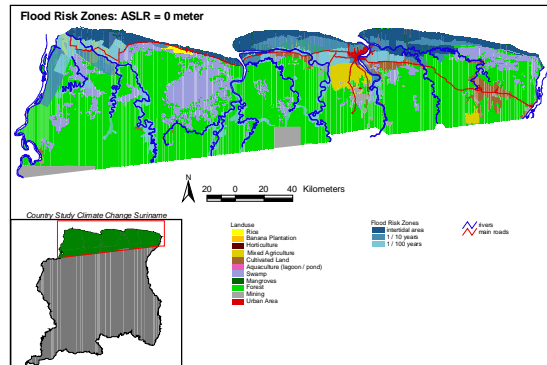 Flood Risk Zones: ASLR = 0 meter
N
20 0 20 40 Kilometers
Country Study Climate Change Suriname
Landuse
Rice
Banana Plantation
Horticulture
Mixed Agriculture
Cultivated Land
Aquaculture (lagoon / pond)
Swamp
Mangroves
Forest
Mining
Urban Area
Flood Risk Zones
intertidal area
1 / 10 years
1 / 100 years
rivers
main roads